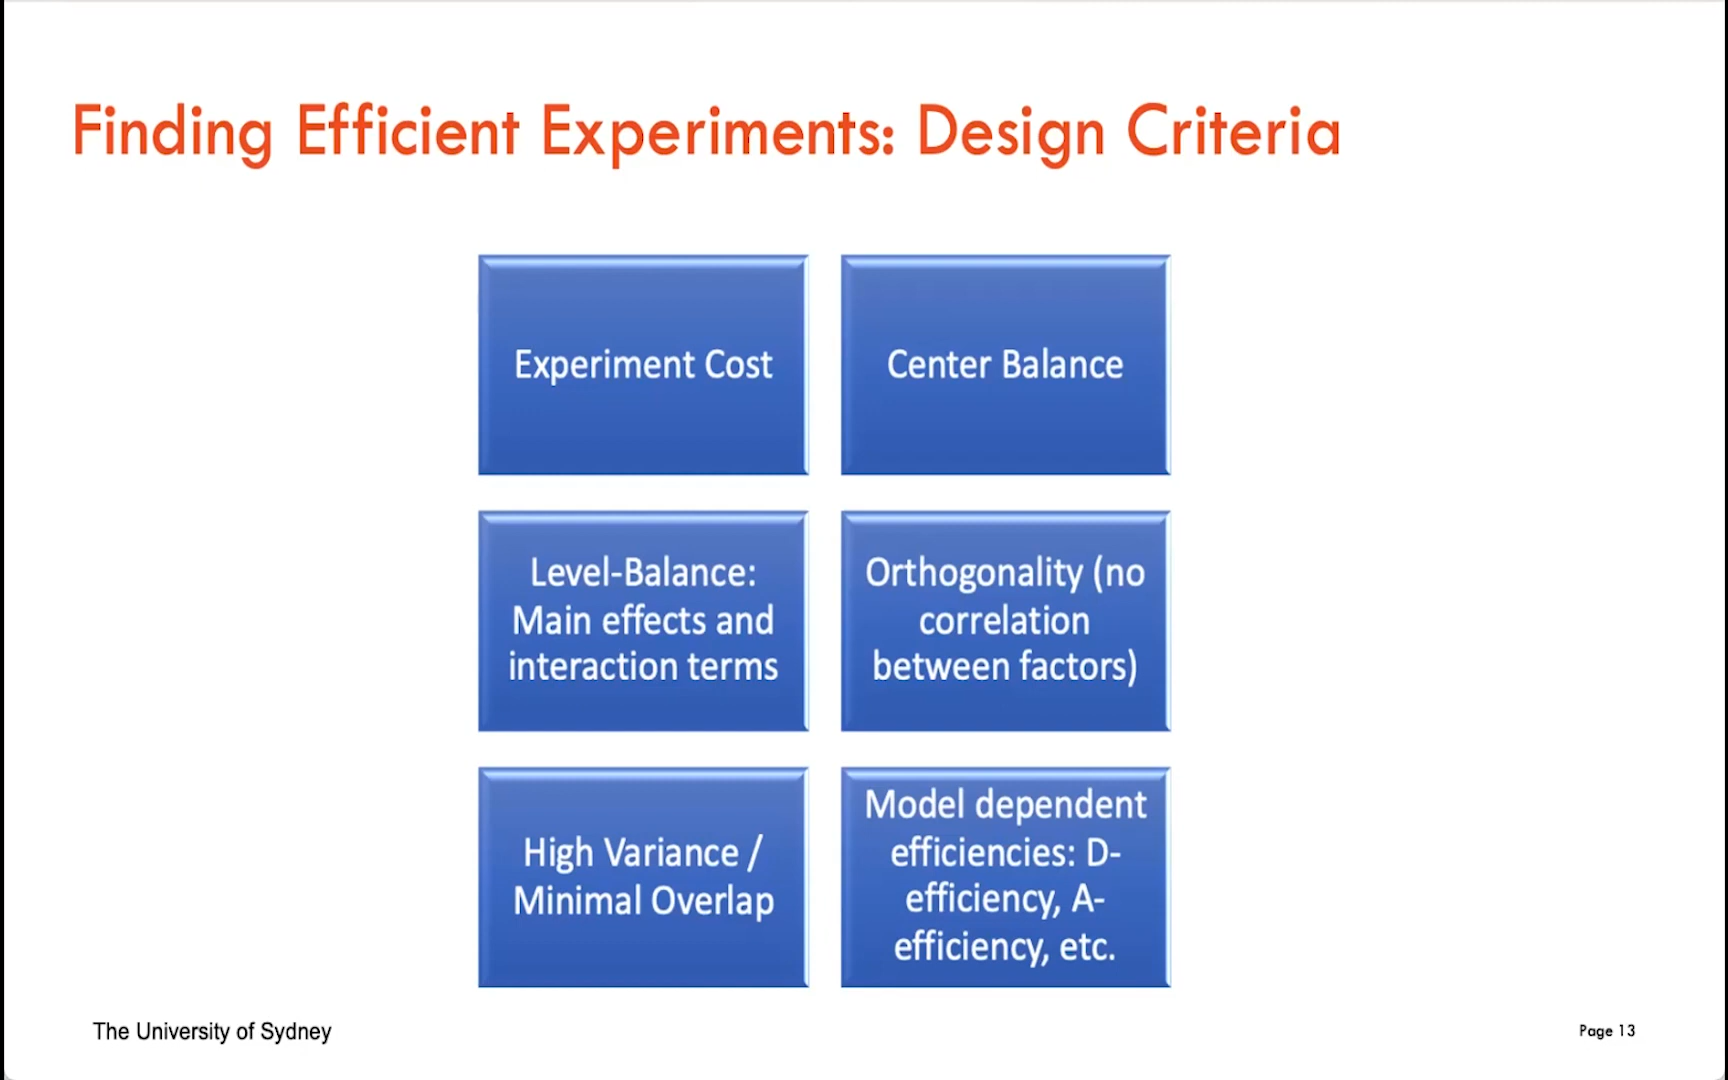 Finding Efficient Experiments: Design Criteria
Experiment Cost
Center Balance
Level-Balance:
Main effects and
interaction terms
Orthogonality (no
correlation
between factors)
High Variance /
Minimal Overlap
Model dependent
efficiencies: D-
efficiency, A-
efficiency, etc.
The University of Sydney
Page 13